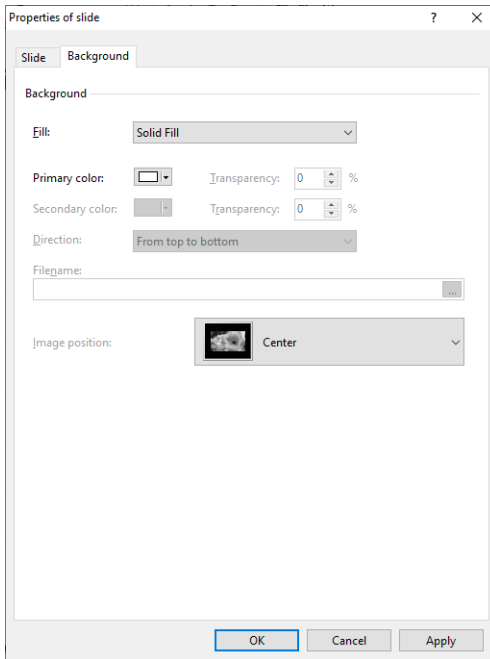 Properties of slide ?
Slide Background
Background
Fill: Solid Fill
Primary color: Transparency: 0 %
Secondary color: Transparency: 0 %
Direction: From top to bottom
Filename:
...
Image position: Center
OK Cancel Apply